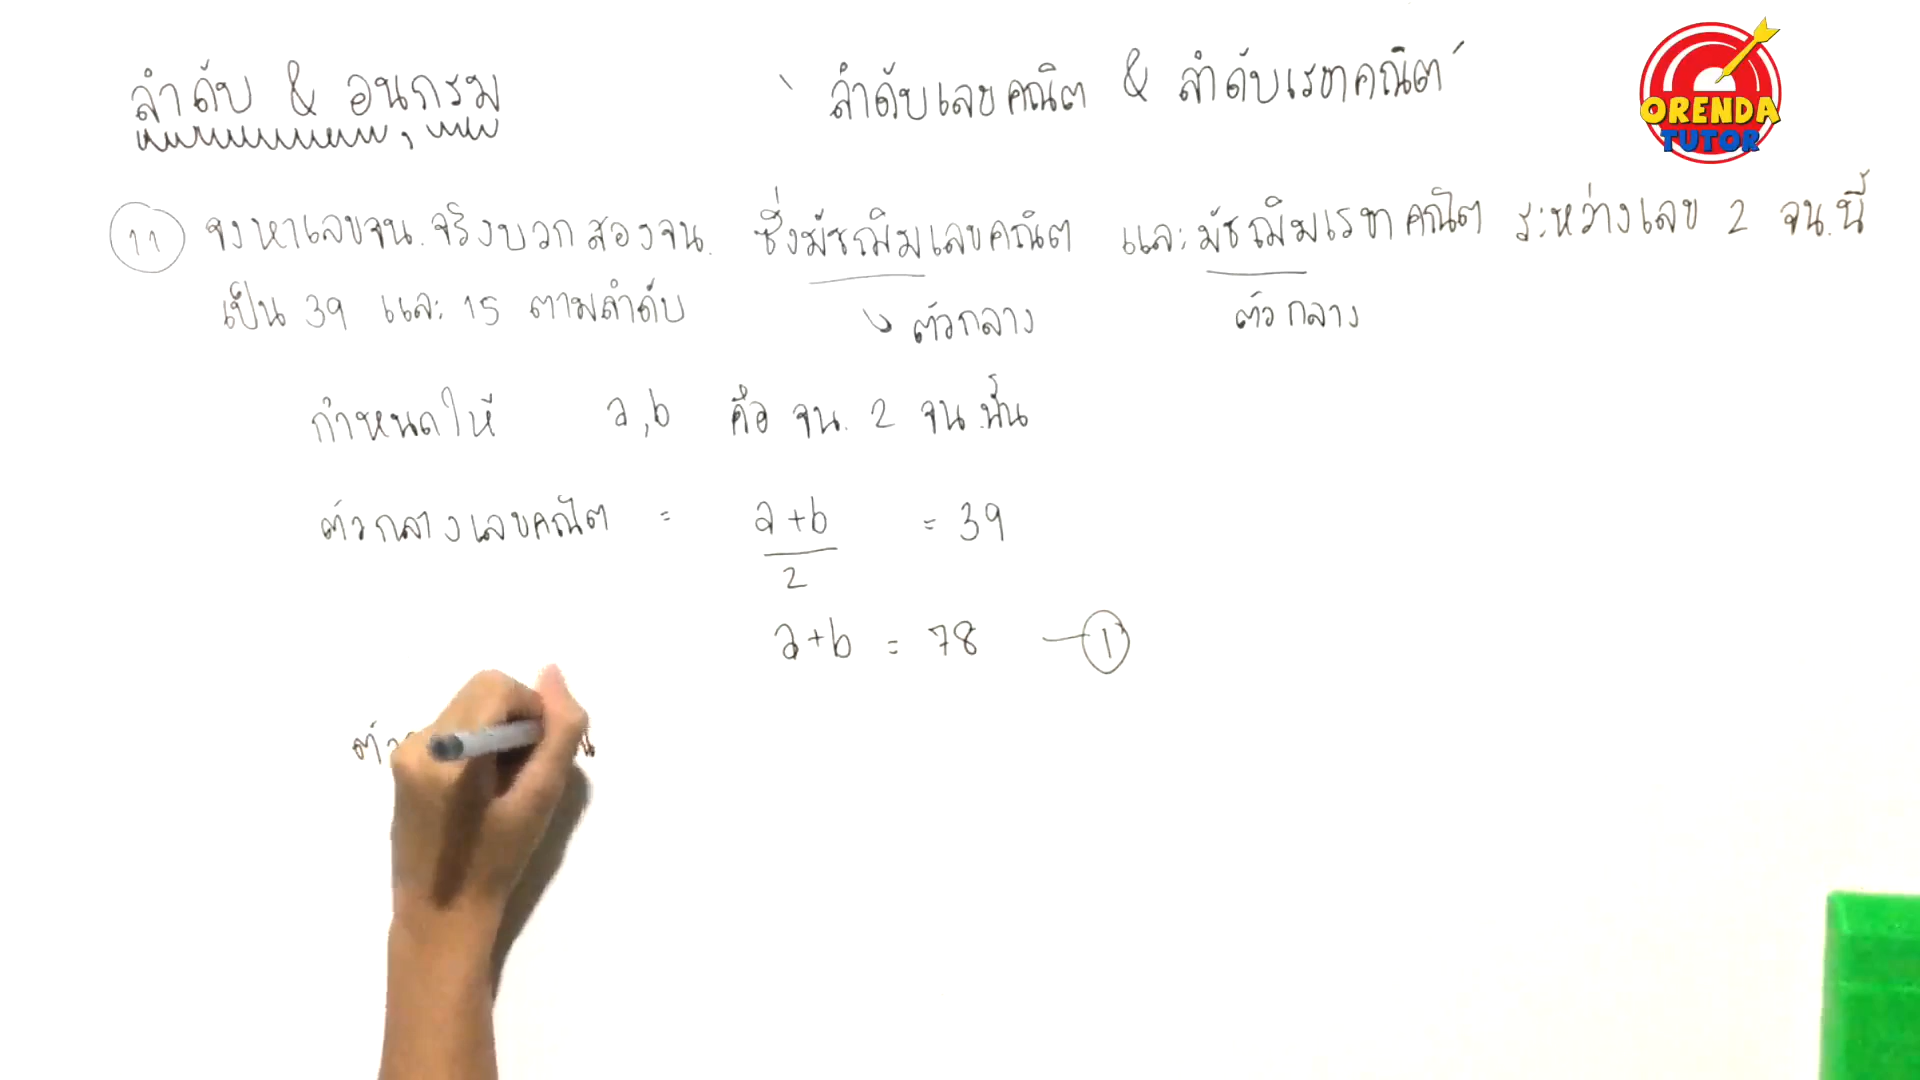 ลำดับ & อนุกรม
` ลำดับเลขคณิต & ลำดับเรขาคณิต ´
ORENDA
TUTOR
11 จงหาเลขจน. จริงบวกสองจน. ซึ่งมัชฌิมเลขคณิต และมัชฌิมเรขาคณิต ระหว่างเลข 2 จน. นี้
เป็น 39 และ 15 ตามลำดับ
ตัวกลาง
ตัวกลาง
กำหนดให้ a, b คือ จน. 2 จน. นั้น
ตัวกลางเลขคณิต = a+b = 39
2
a+b = 78 — 1